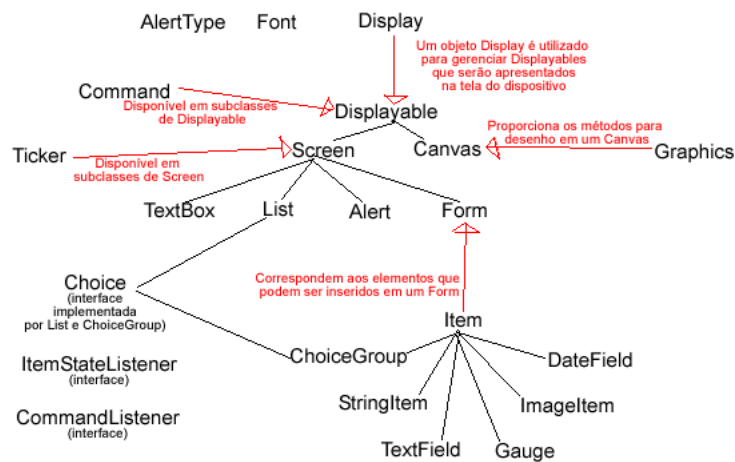 AlertType
Font
Display
Um objeto Display é utilizado
para gerenciar Displayables
que serão apresentados
na tela do dispositivo
Command
Disponível em subclasses
de Displayable
Displayable
Ticker
Disponível em
subclasses de Screen
Screen
Canvas
Proporciona os métodos para
desenho em um Canvas
Graphics
TextBox
List
Alert
Form
Correspondem aos elementos que
podem ser inseridos em um Form
Choice
(interface
implementada
por List e ChoiceGroup)
Item
ItemStateListener
(interface)
ChoiceGroup
DateField
StringItem
ImageItem
CommandListener
(interface)
TextField
Gauge